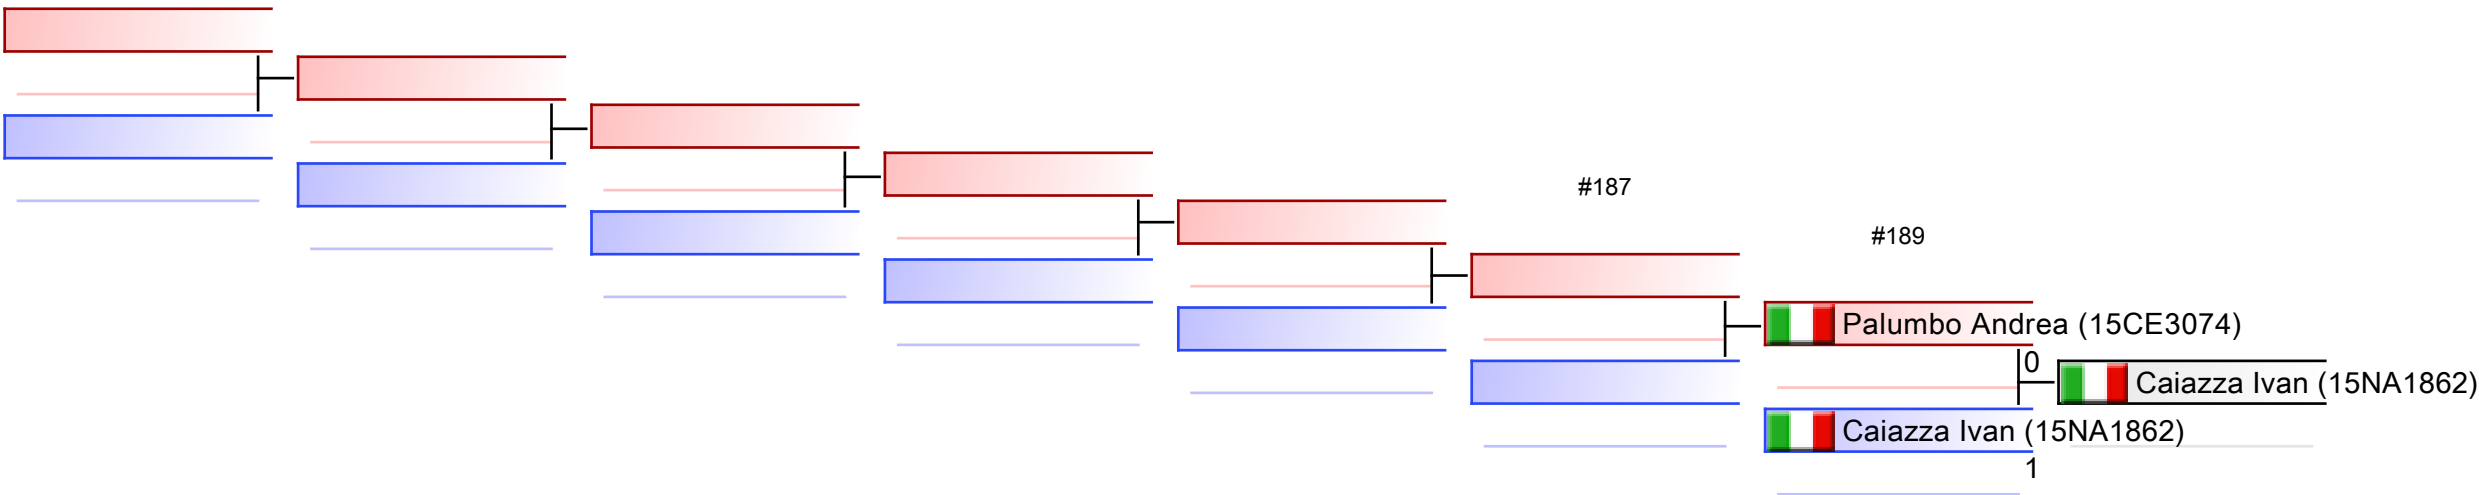 #187
#189
Palumbo Andrea (15CE3074)
0
Caiazza Ivan (15NA1862)
Caiazza Ivan (15NA1862)
1